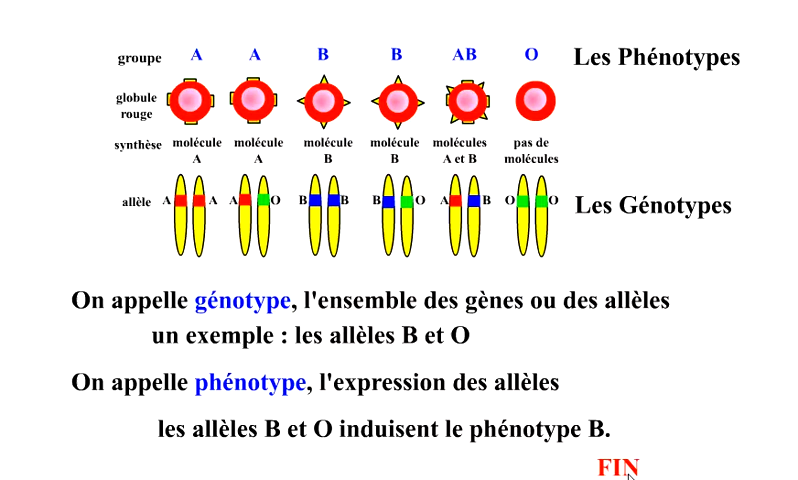 groupe A A B B AB O Les Phénotypes
globule
rouge
synthèse molécule molécule molécule molécule molécules pas de
A A B B A et B molécules
allèle A A A O B B B O A B O O Les Génotypes
On appelle génotype, l'ensemble des gènes ou des allèles
un exemple : les allèles B et O
On appelle phénotype, l'expression des allèles
les allèles B et O induisent le phénotype B.
FIN